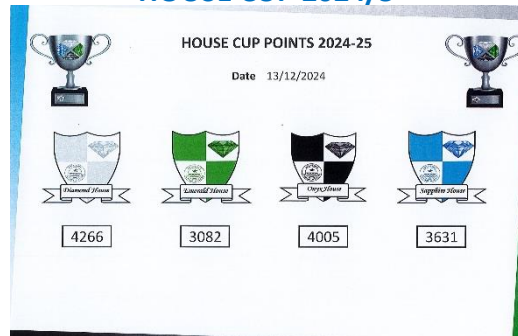 HOUSE CUP POINTS 2024-25
Date 13/12/2024
Diamond House
Emerald House
Onyx House
Sapphire House
4266
3082
4005
3631